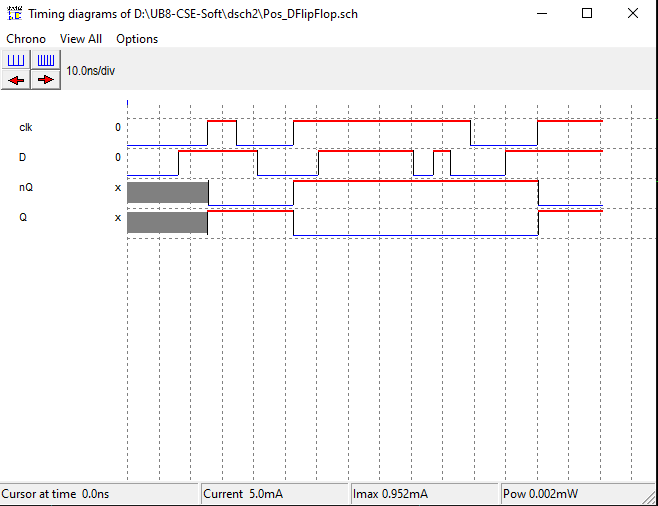 Timing diagrams of D:\UB8-CSE-Soft\dsch2\Pos_DFlipFlop.sch
Chrono View All Options
10.0ns/div
clk 0
D 0
nQ x
Q x
Cursor at time 0.0ns Current 5.0mA Imax 0.952mA Pow 0.002mW